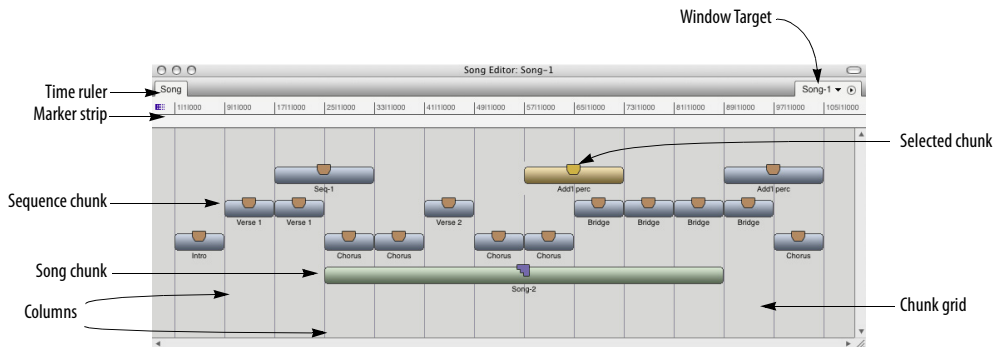 Window Target
Song Editor: Song-1
Time ruler
Song
Song-1
Marker strip
1|1|000 9|1|000 17|1|000 25|1|000 33|1|000 41|1|000 49|1|000 57|1|000 65|1|000 73|1|000 81|1|000 89|1|000 97|1|000 105|1|000
Selected chunk
Seq-1 Add'l perc Add'l perc
Sequence chunk
Verse 1 Verse 1 Verse 2 Bridge Bridge Bridge Bridge
Intro Chorus Chorus Chorus Chorus Chorus
Song chunk
Song-2
Columns
Chunk grid